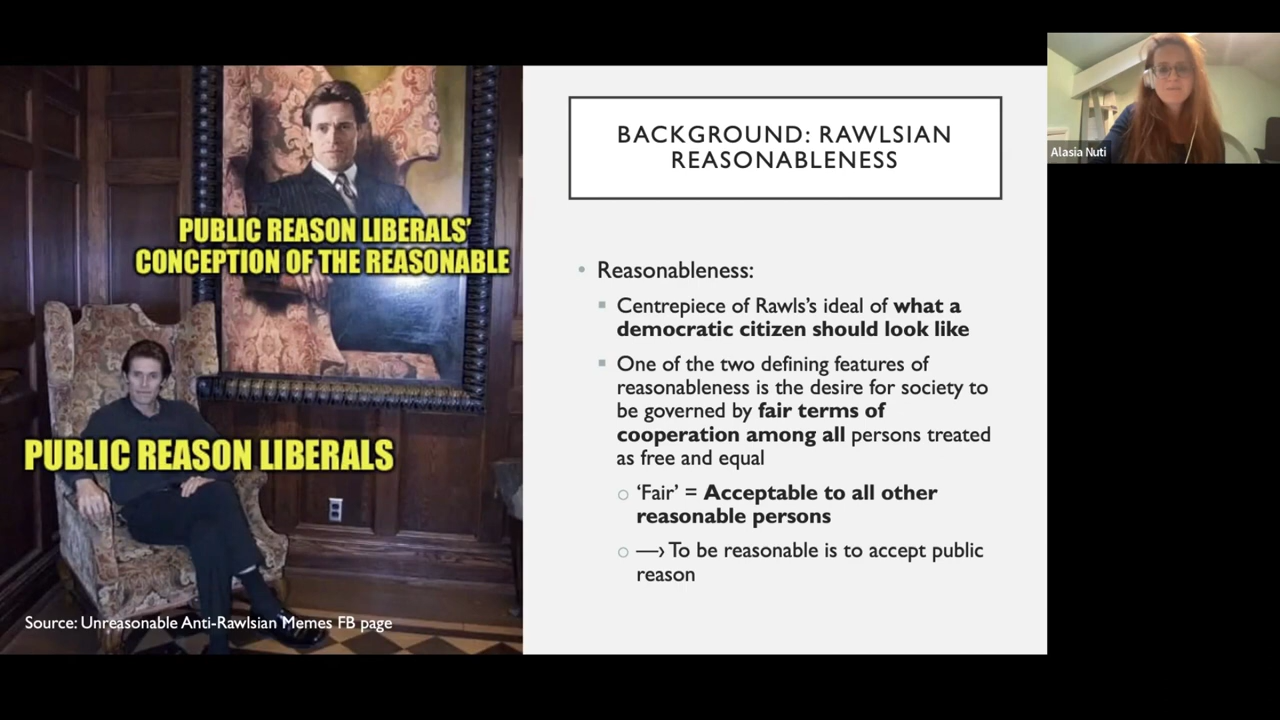 PUBLIC REASON LIBERALS'
CONCEPTION OF THE REASONABLE
PUBLIC REASON LIBERALS
Source: Unreasonable Anti-Rawlsian Memes FB page
BACKGROUND: RAWLSIAN
REASONABLENESS
• Reasonableness:
▪ Centrepiece of Rawls's ideal of what a
democratic citizen should look like
▪ One of the two defining features of
reasonableness is the desire for society to
be governed by fair terms of
cooperation among all persons treated
as free and equal
○ ‘Fair’ = Acceptable to all other
reasonable persons
○ —› To be reasonable is to accept public
reason
Alasia Nuti